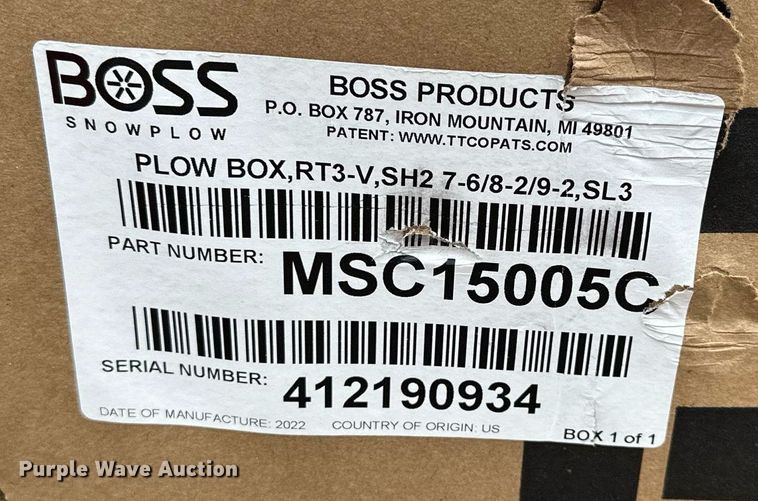 BOSS
SNOWPLOW
BOSS PRODUCTS
P.O. BOX 787, IRON MOUNTAIN, MI 49801
PATENT: WWW.TTCOPATS.COM
PLOW BOX,RT3-V,SH2 7-6/8-2/9-2,SL3
PART NUMBER: MSC15005C
SERIAL NUMBER: 412190934
DATE OF MANUFACTURE: 2022 COUNTRY OF ORIGIN: US
BOX 1 of 1
Purple Wave Auction